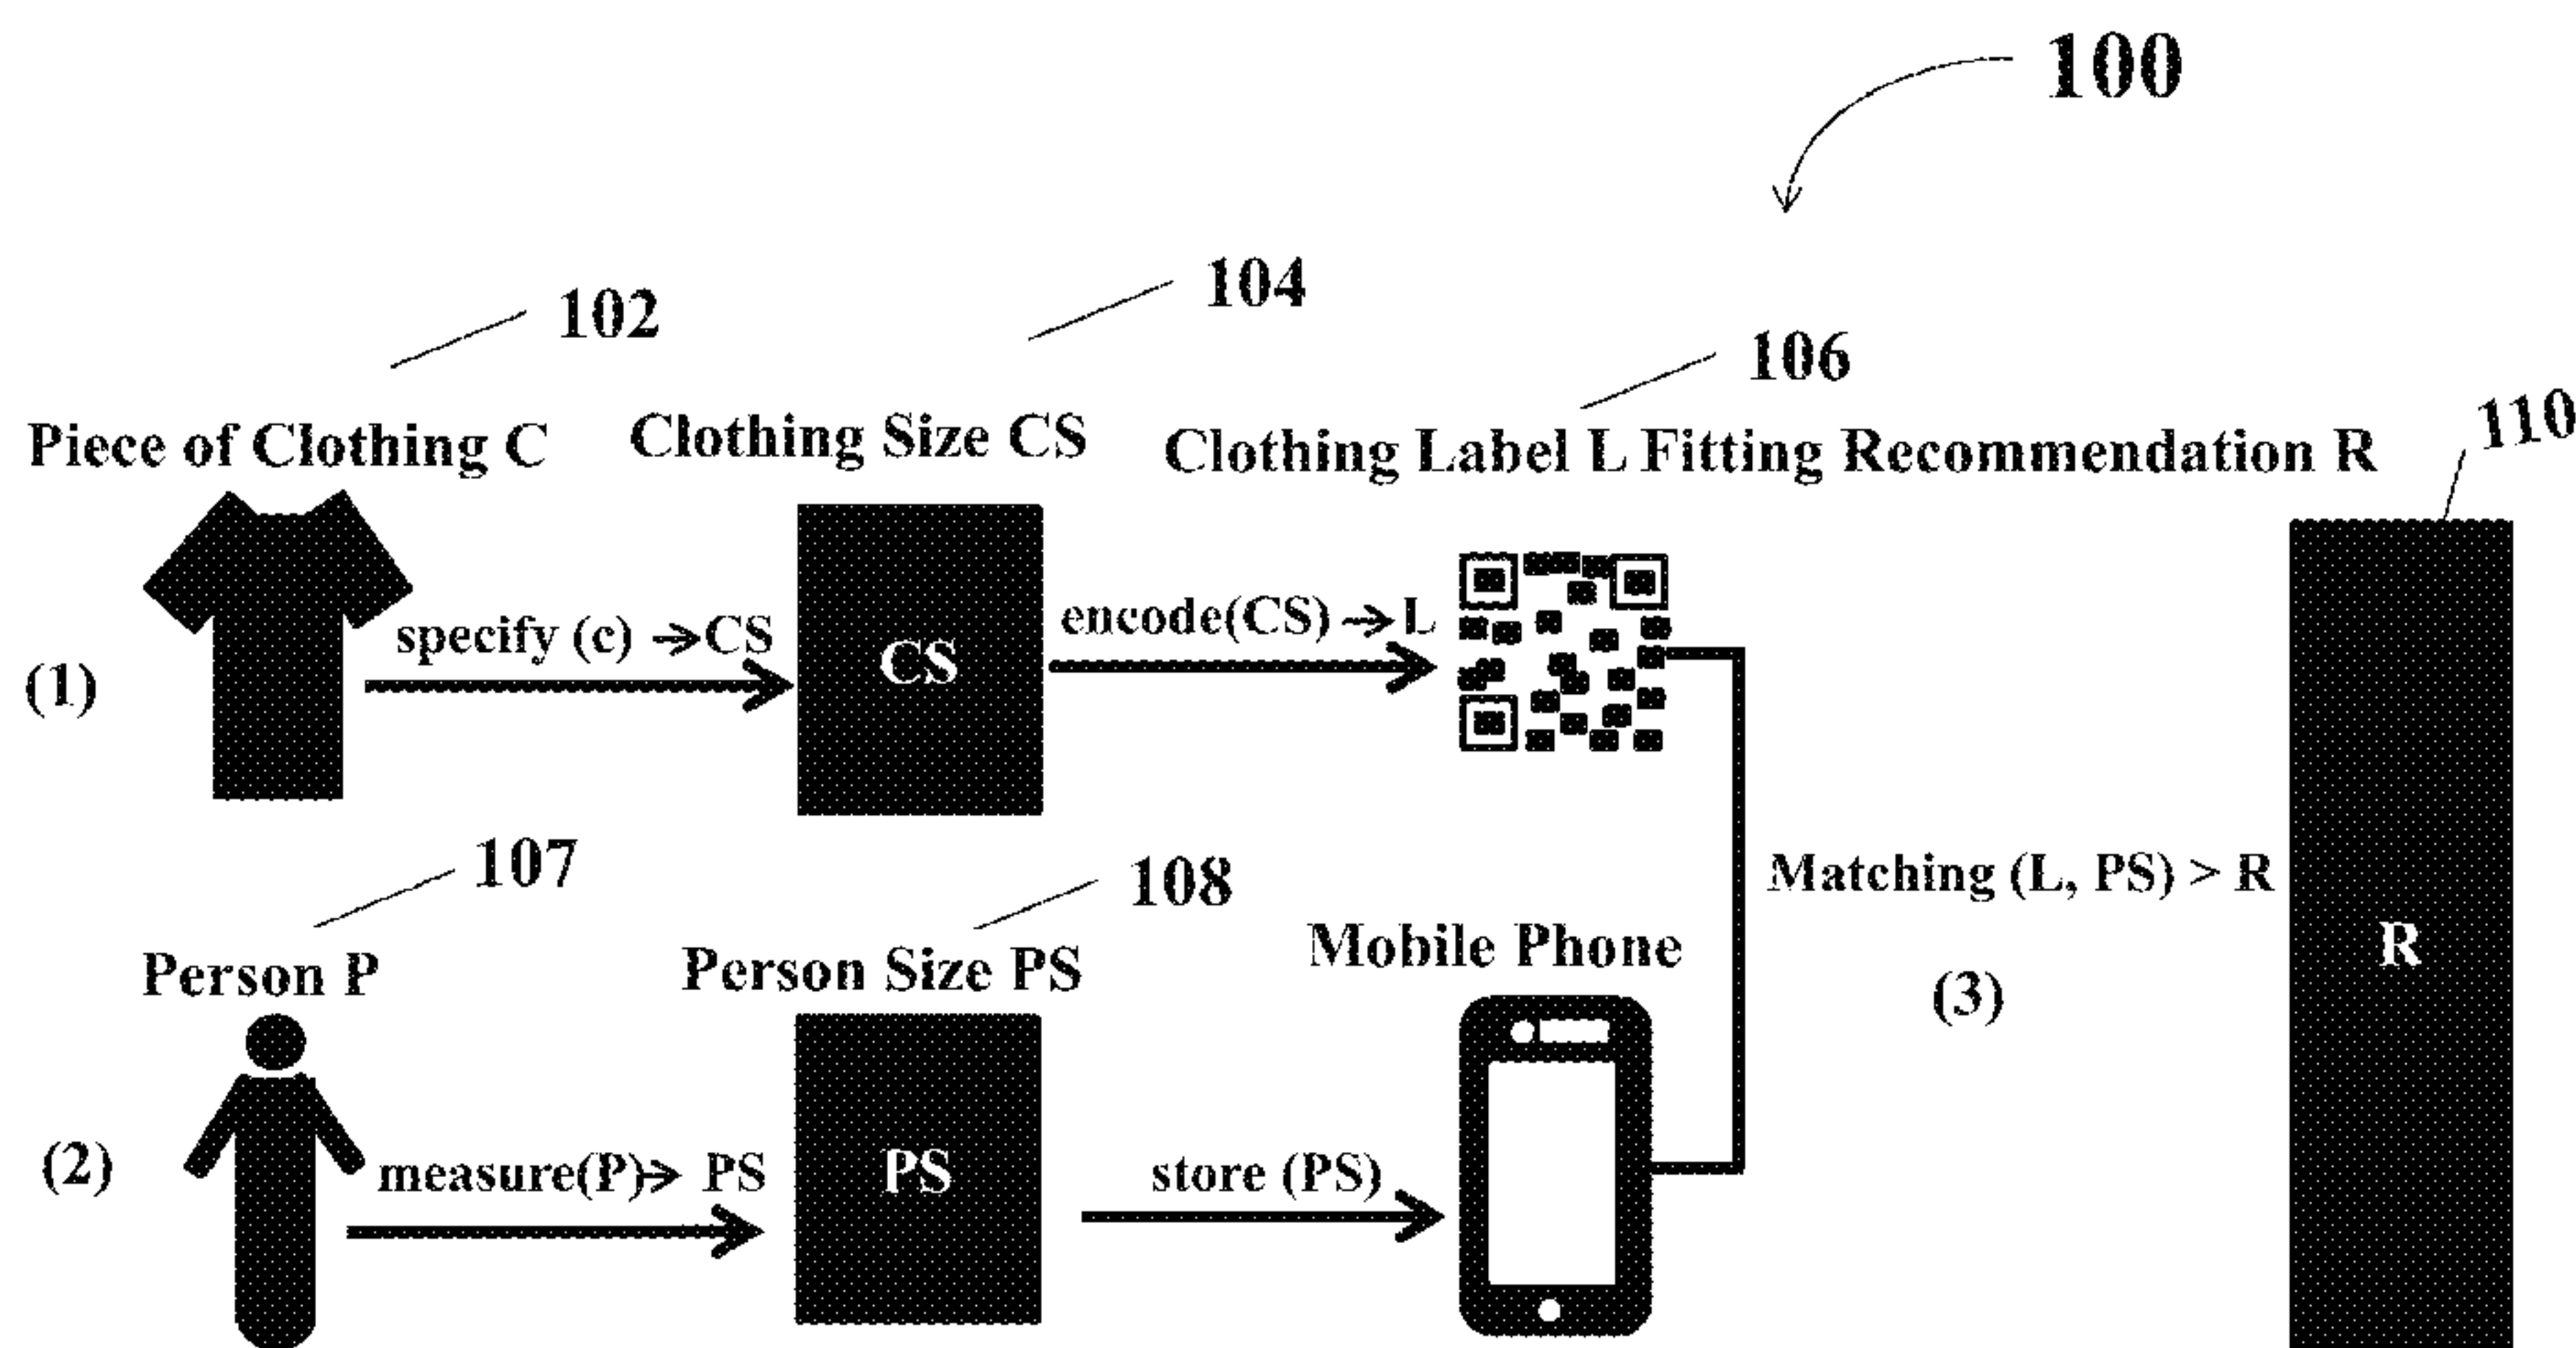 100
102
104
106
110
Piece of Clothing C
Clothing Size CS
Clothing Label L Fitting Recommendation R
(1)
specify (c) →CS
CS
encode(CS) →L
107
108
Matching (L, PS) > R
(3)
R
Person P
Person Size PS
Mobile Phone
(2)
measure(P)→ PS
PS
store (PS)